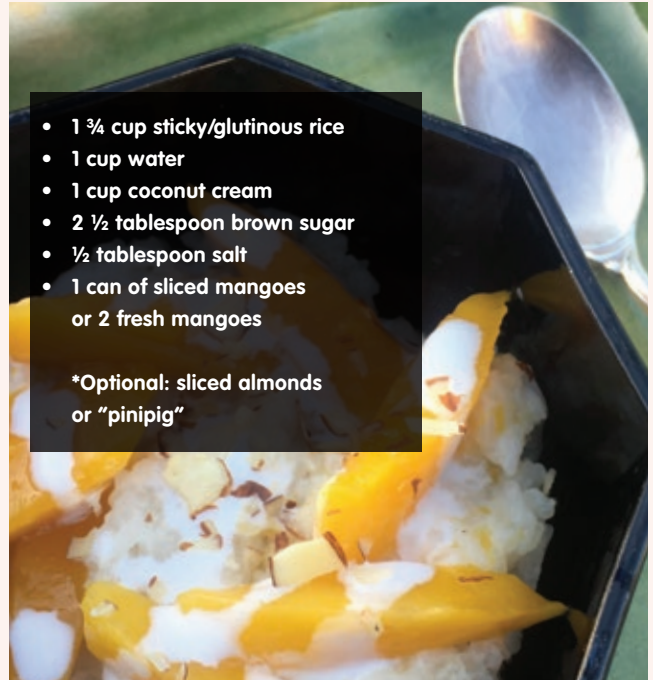 • 1 ¾ cup sticky/glutinous rice
• 1 cup water
• 1 cup coconut cream
• 2 ½ tablespoon brown sugar
• ½ tablespoon salt
• 1 can of sliced mangoes
or 2 fresh mangoes
*Optional: sliced almonds
or “pinipig”